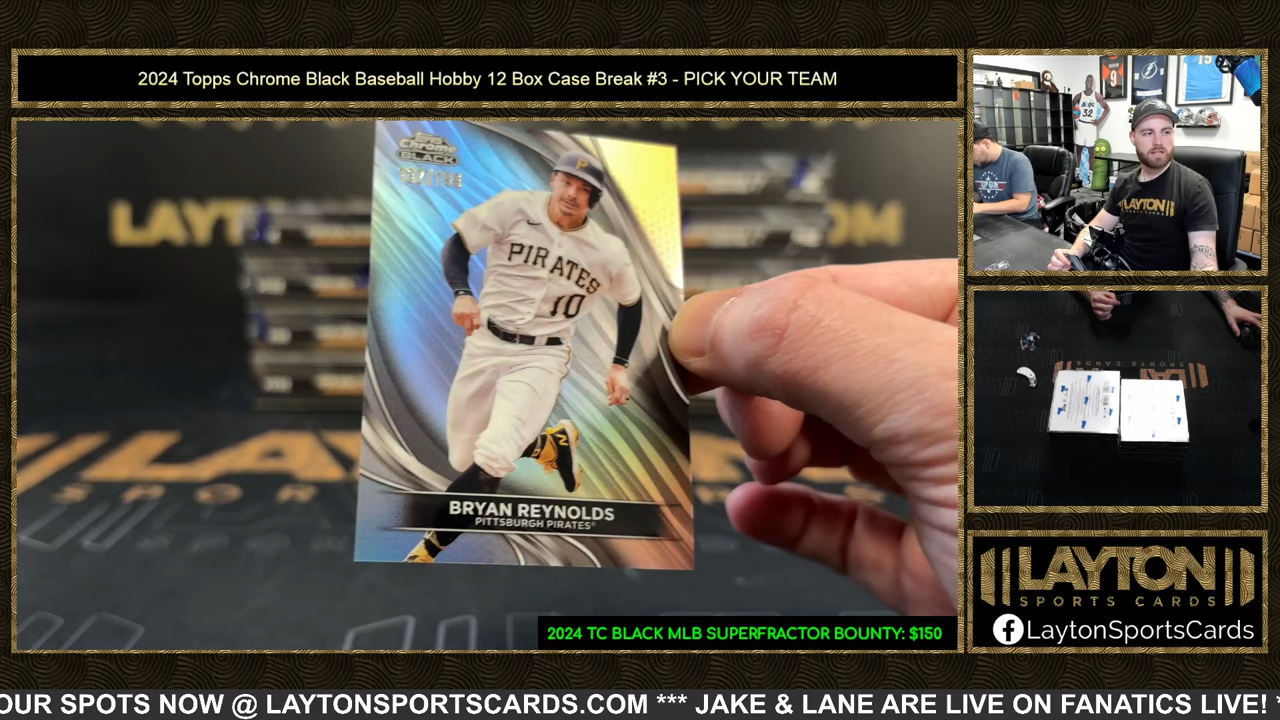 2024 Topps Chrome Black Baseball Hobby 12 Box Case Break #3 - PICK YOUR TEAM
topps
Chrome
BLACK
P
PIRATES
10
BRYAN REYNOLDS
PITTSBURGH PIRATES®
2024 TC BLACK MLB SUPERFRACTOR BOUNTY: $150
LAYTON
32
LAYTON
SPORTS CARDS
LaytonSportsCards
OUR SPOTS NOW @ LAYTONSPORTSCARDS.COM *** JAKE & LANE ARE LIVE ON FANATICS LIVE!